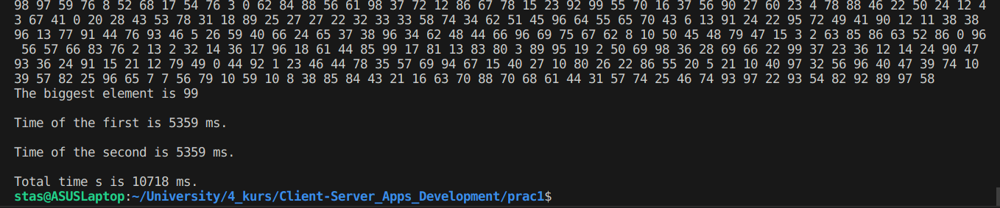 98 97 59 76 8 52 68 17 54 76 3 0 62 84 88 56 61 98 37 72 12 86 67 78 15 23 92 99 55 70 16 37 56 90 27 60 23 4 78 88 46 22 50 24 12 4
3 67 41 0 20 28 43 53 78 31 18 89 25 27 27 22 32 33 33 58 74 34 62 51 45 96 64 55 65 70 43 6 13 91 24 22 95 72 49 41 90 12 11 38 38
96 13 77 91 44 76 93 46 5 26 59 40 66 24 65 37 38 96 34 62 48 44 66 96 69 75 67 62 8 10 50 45 48 79 47 15 3 2 63 85 86 63 52 86 0 96
56 57 66 83 76 2 13 2 32 14 36 17 96 18 61 44 85 99 17 81 13 83 80 3 89 95 19 2 50 69 98 36 28 69 66 22 99 37 23 36 12 14 24 90 47
93 36 24 91 15 21 12 79 49 0 44 92 1 23 46 44 78 35 57 69 94 67 15 40 27 10 80 26 22 86 55 20 5 21 10 40 97 32 56 96 40 47 39 74 10
39 57 82 25 96 65 7 7 56 79 10 59 10 8 38 85 84 43 21 16 63 70 88 70 68 61 44 31 57 74 25 46 74 93 97 22 93 54 82 92 89 97 58
The biggest element is 99
Time of the first is 5359 ms.
Time of the second is 5359 ms.
Total time s is 10718 ms.
stas@ASUSLaptop:~/University/4_kurs/Client-Server_Apps_Development/prac1$